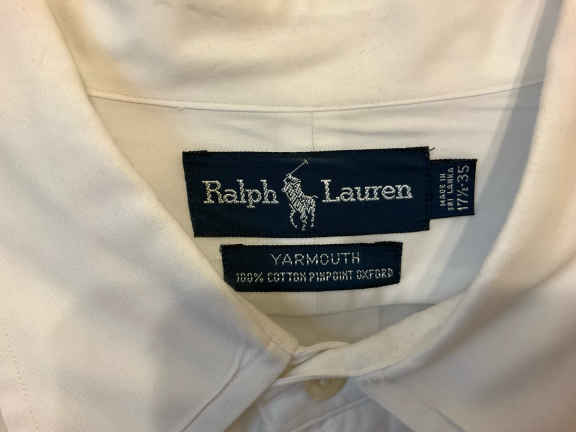 Ralph Lauren
MADE IN
SRI LANKA
17½-35
YARMOUTH
100% COTTON PINPOINT OXFORD